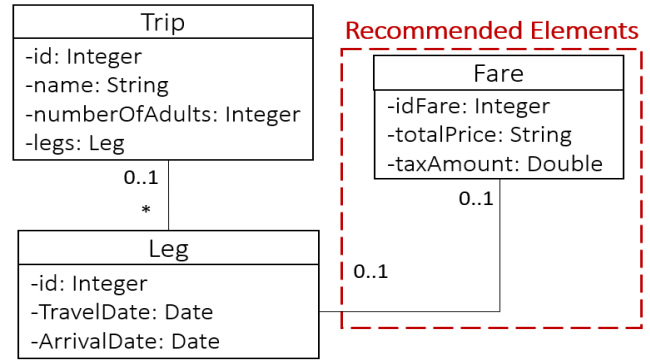 Trip
-id: Integer
-name: String
-numberOfAdults: Integer
-legs: Leg
0..1
*
Leg
-id: Integer
-TravelDate: Date
-ArrivalDate: Date
Recommended Elements
Fare
-idFare: Integer
-totalPrice: String
-taxAmount: Double
0..1
0..1